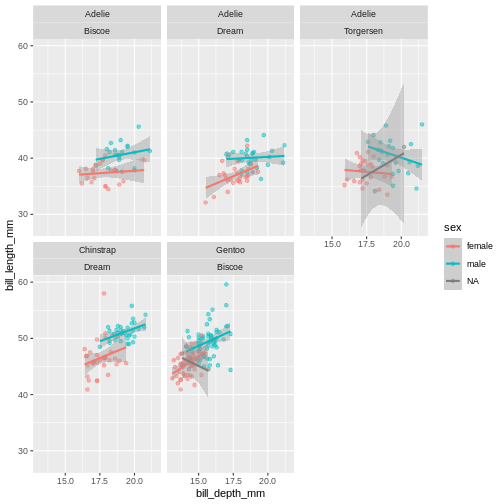 Adelie
Adelie
Adelie
Biscoe
Dream
Torgersen
60
50
40
30
15.0
17.5
20.0
Chinstrap
Gentoo
Dream
Biscoe
60
50
40
30
15.0
17.5
20.0
15.0
17.5
20.0
bill_depth_mm
bill_length_mm
sex
female
male
NA